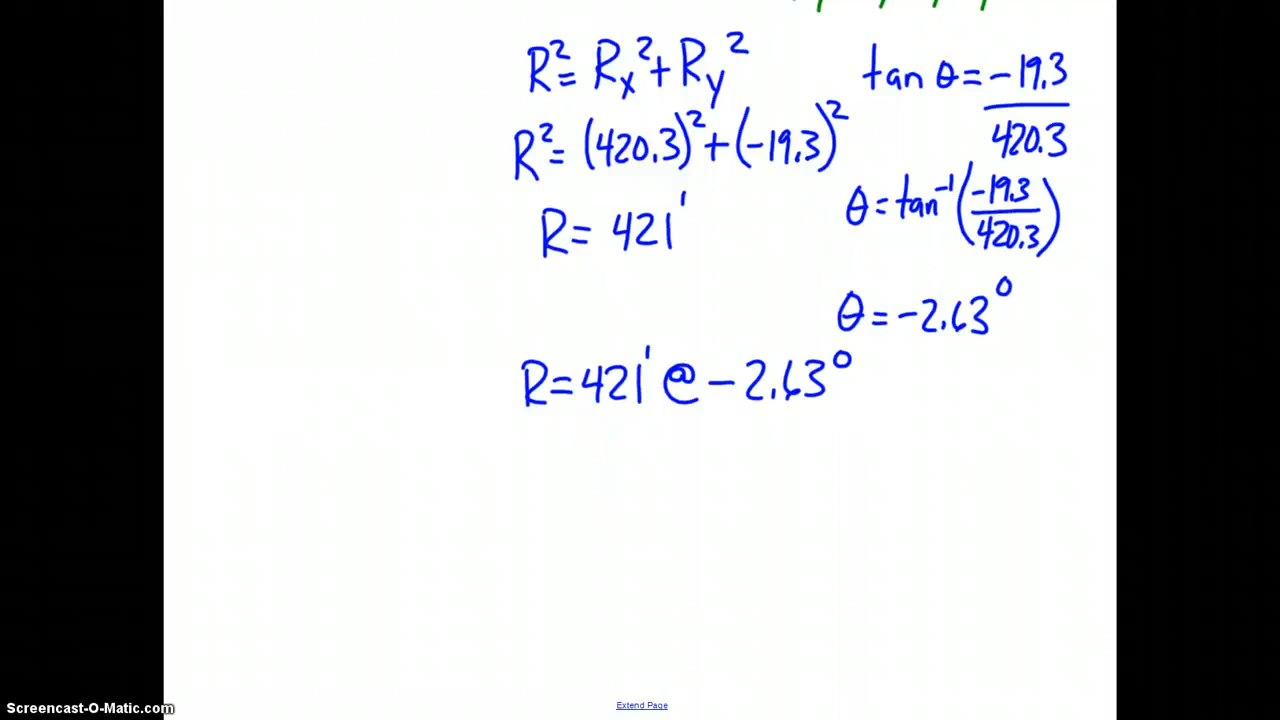 R² = Rx² + Ry²
R² = (420.3)² + (-19.3)²
R = 421'
tan θ = -19.3
420.3
θ = tan⁻¹(-19.3/420.3)
θ = -2.63°
R = 421' @ -2.63°
Extend Page
Screencast-O-Matic.com